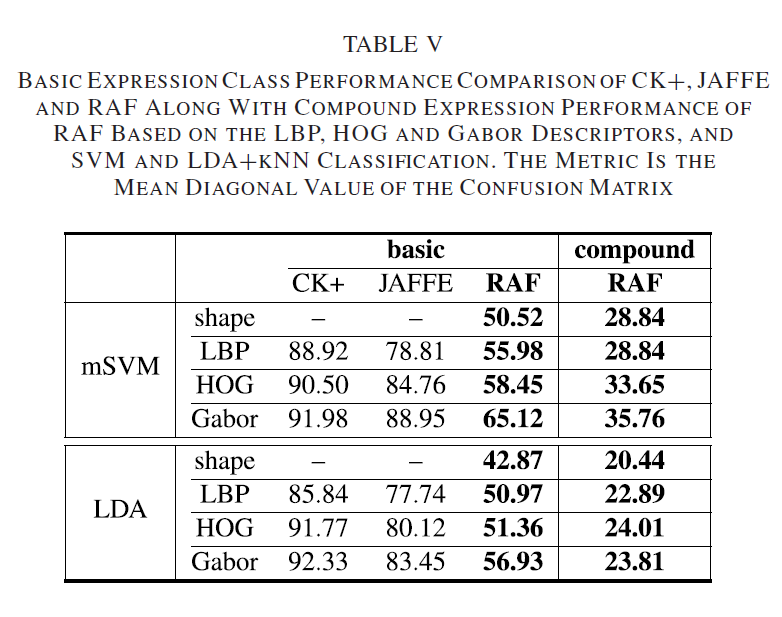 TABLE V
BASIC EXPRESSION CLASS PERFORMANCE COMPARISON OF CK+, JAFFE
AND RAF ALONG WITH COMPOUND EXPRESSION PERFORMANCE OF
RAF BASED ON THE LBP, HOG AND GABOR DESCRIPTORS, AND
SVM AND LDA+KNN CLASSIFICATION. THE METRIC IS THE
MEAN DIAGONAL VALUE OF THE CONFUSION MATRIX
basic compound
CK+ JAFFE RAF RAF
mSVM
shape – – 50.52 28.84
LBP 88.92 78.81 55.98 28.84
HOG 90.50 84.76 58.45 33.65
Gabor 91.98 88.95 65.12 35.76
LDA
shape – – 42.87 20.44
LBP 85.84 77.74 50.97 22.89
HOG 91.77 80.12 51.36 24.01
Gabor 92.33 83.45 56.93 23.81